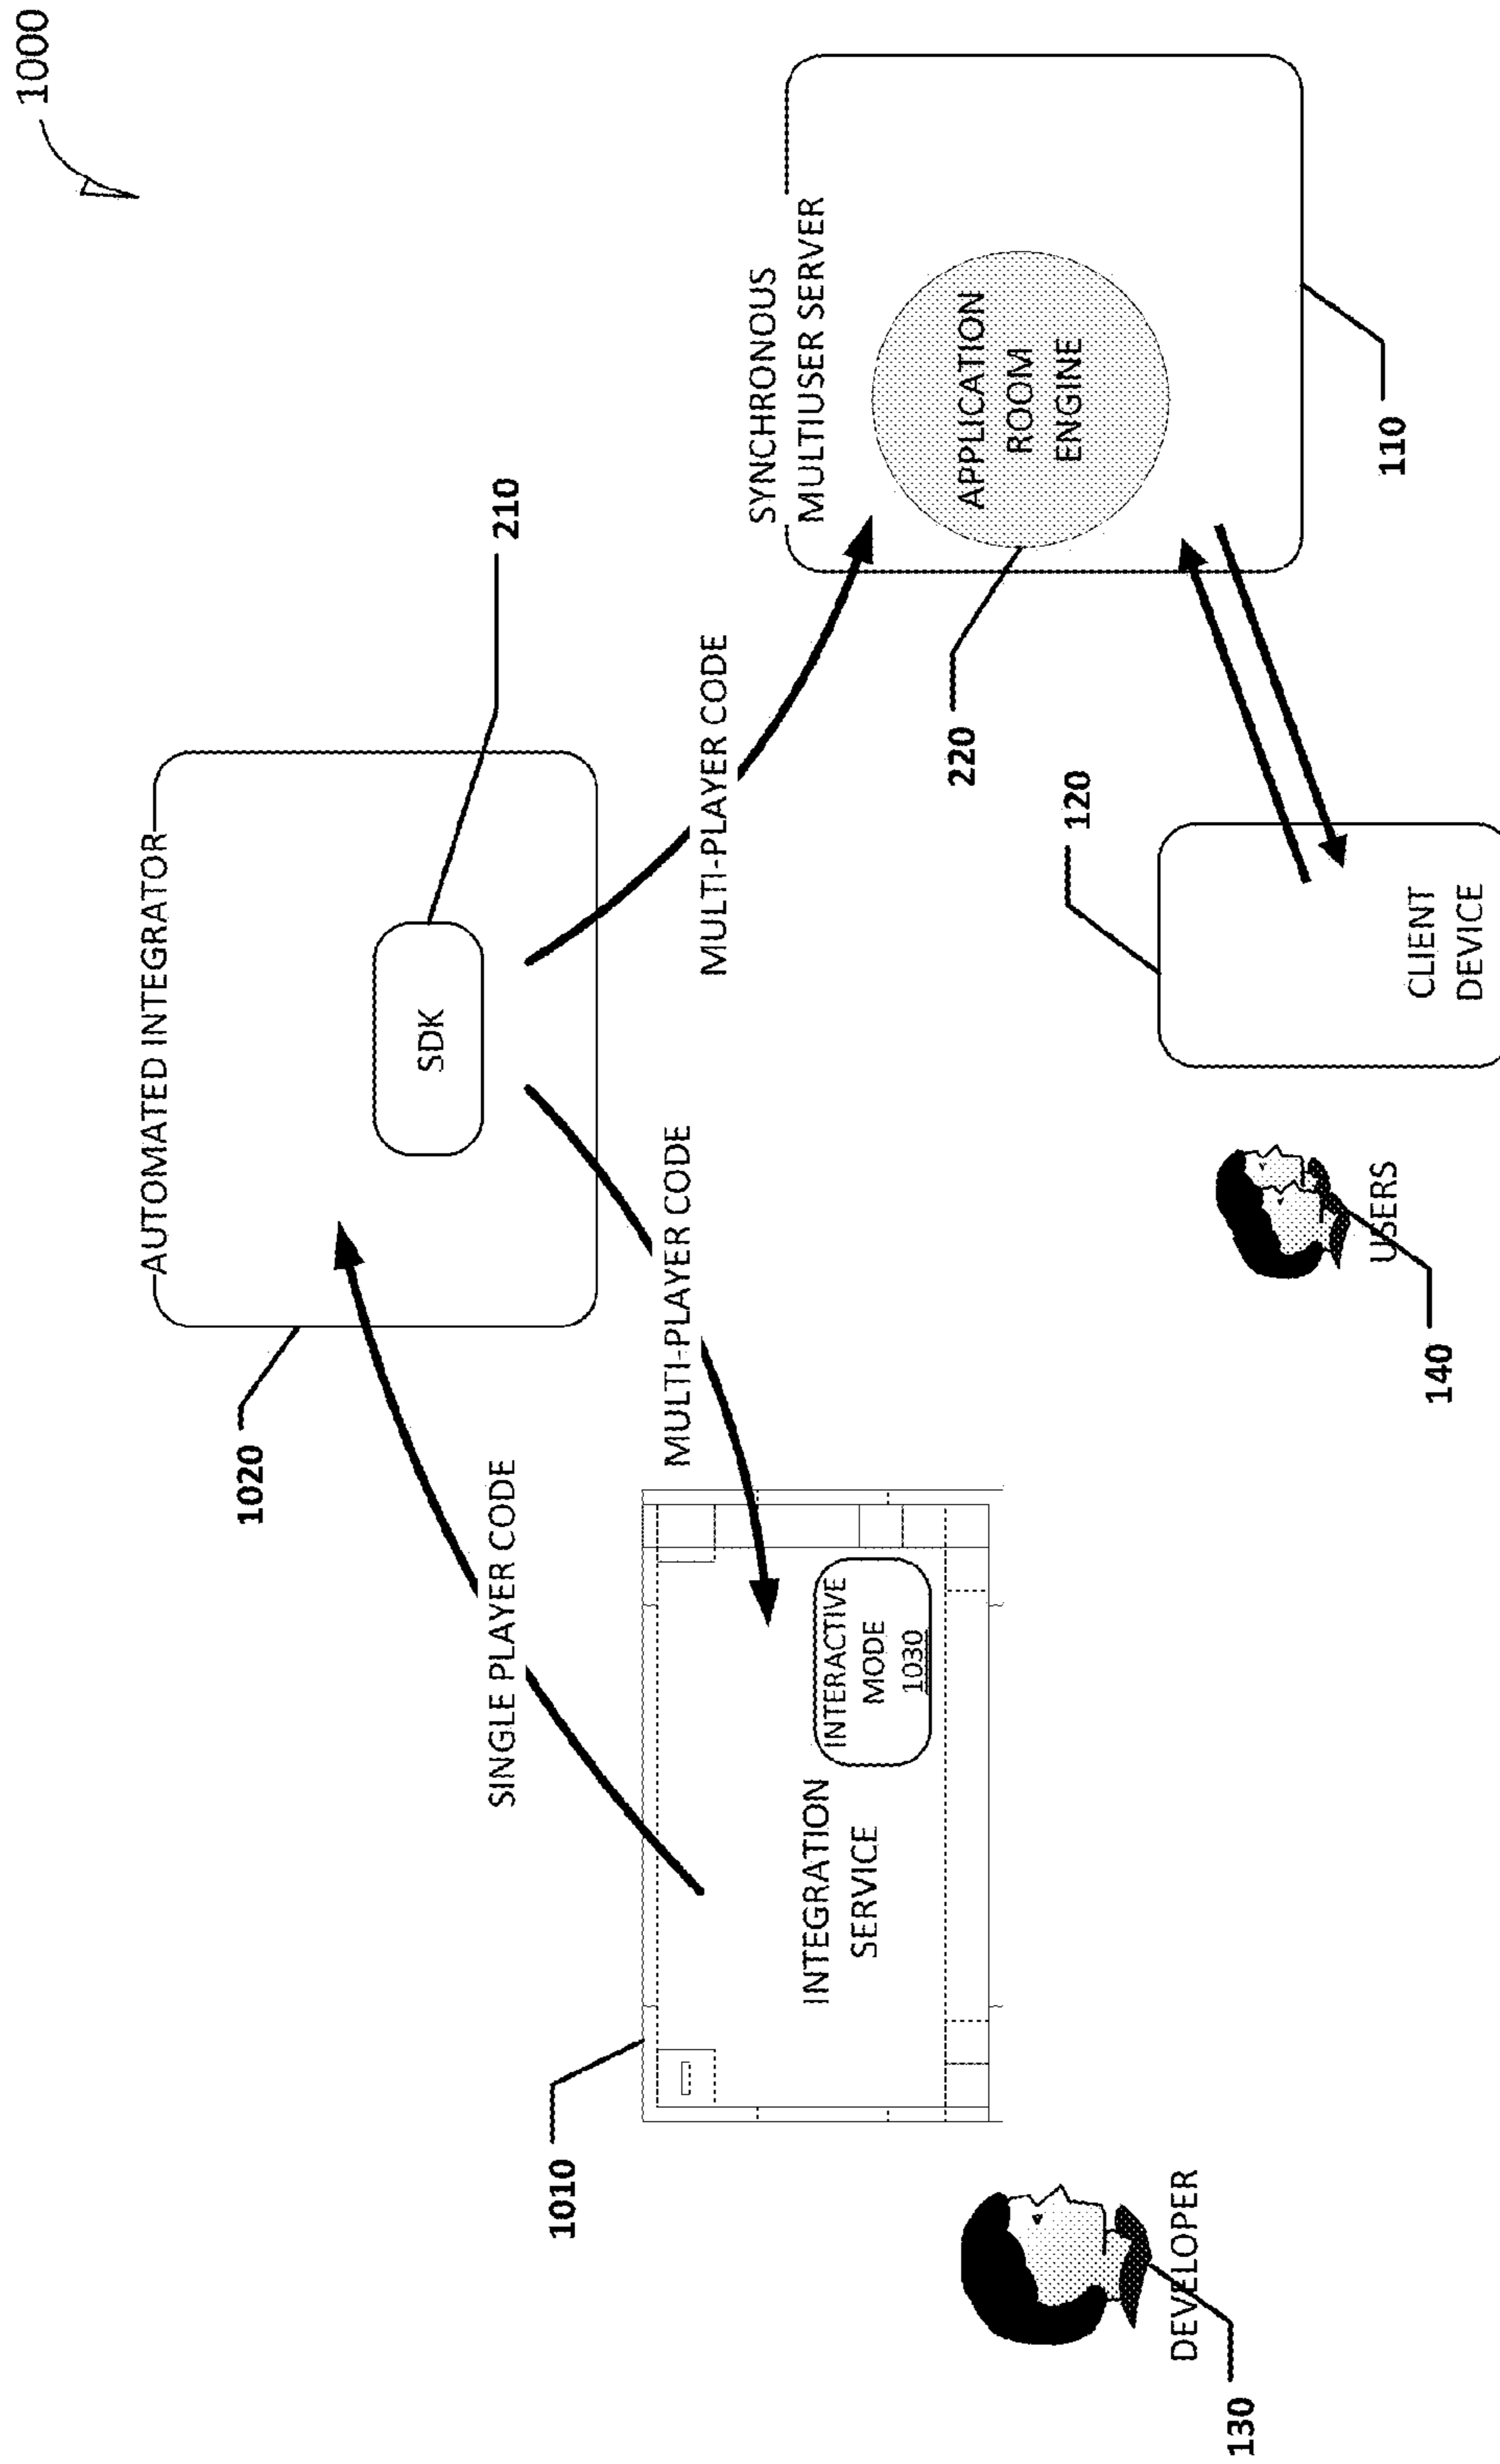 1000
AUTOMATED INTEGRATOR
1020
SDK
210
SINGLE PLAYER CODE
MULTI-PLAYER CODE
MULTI-PLAYER CODE
1010
INTEGRATION
SERVICE
INTERACTIVE
MODE
1030
SYNCHRONOUS
MULTIUSER SERVER
APPLICATION
ROOM
ENGINE
220
110
120
CLIENT
DEVICE
USERS
140
DEVELOPER
130